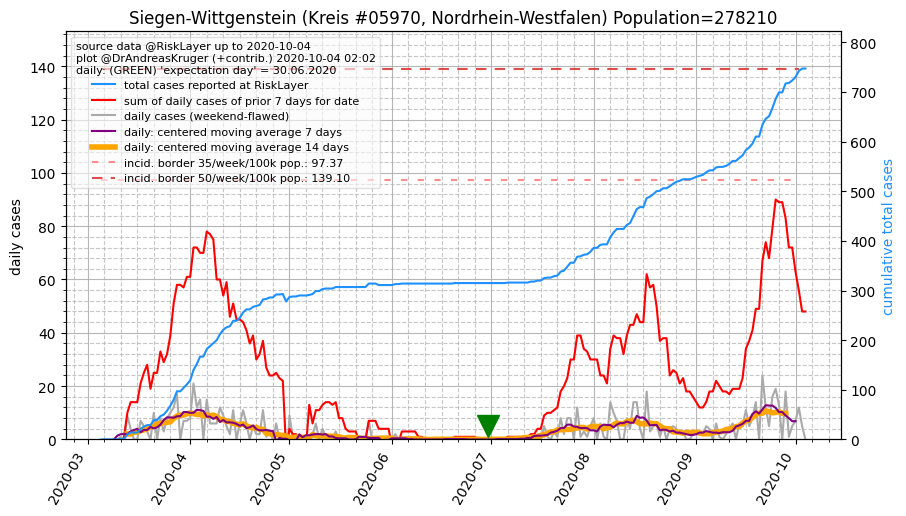 Siegen-Wittgenstein (Kreis #05970, Nordrhein-Westfalen) Population=278210
source data @RiskLayer up to 2020-10-04
plot @DrAndreasKruger (+contrib.) 2020-10-04 02:02
daily: (GREEN) 'expectation day' = 30.06.2020
total cases reported at RiskLayer
sum of daily cases of prior 7 days for date
daily cases (weekend-flawed)
daily: centered moving average 7 days
daily: centered moving average 14 days
incid. border 35/week/100k pop.: 97.37
incid. border 50/week/100k pop.: 139.10
daily cases
140
120
100
80
60
40
20
0
cumulative total cases
800
700
600
500
400
300
200
100
0
2020-03
2020-04
2020-05
2020-06
2020-07
2020-08
2020-09
2020-10